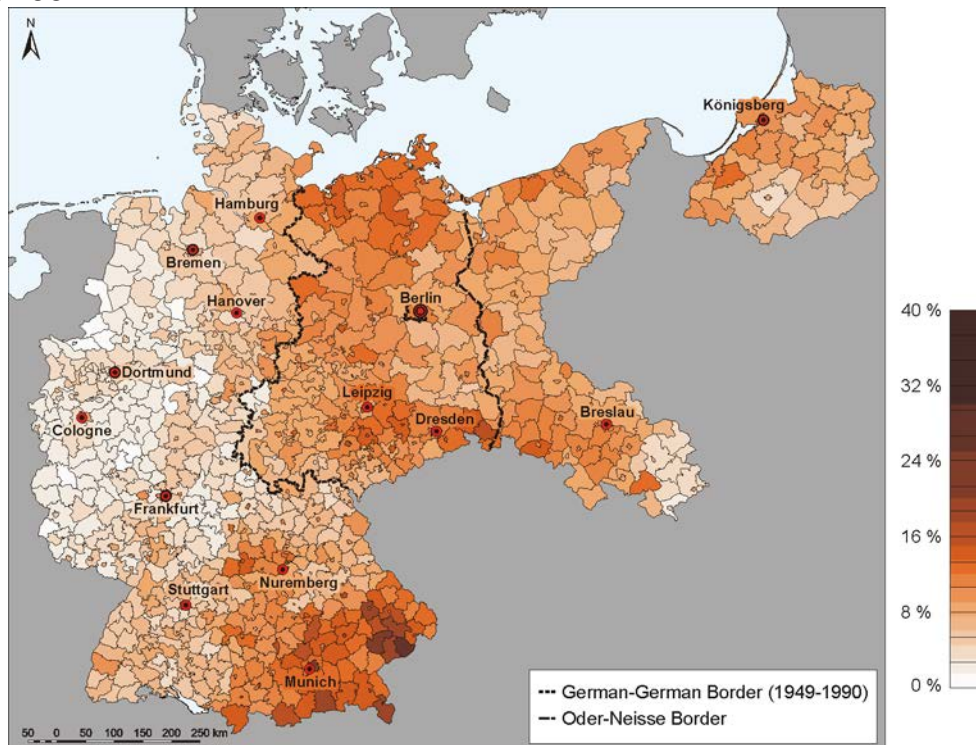 N
Königsberg
Hamburg
Bremen
Hanover
Berlin
Dortmund
Leipzig
Breslau
Cologne
Dresden
Frankfurt
Nuremberg
Stuttgart
Munich
40 %
32 %
24 %
16 %
8 %
0 %
German-German Border (1949-1990)
Oder-Neisse Border
50 0 50 100 150 200 250 km